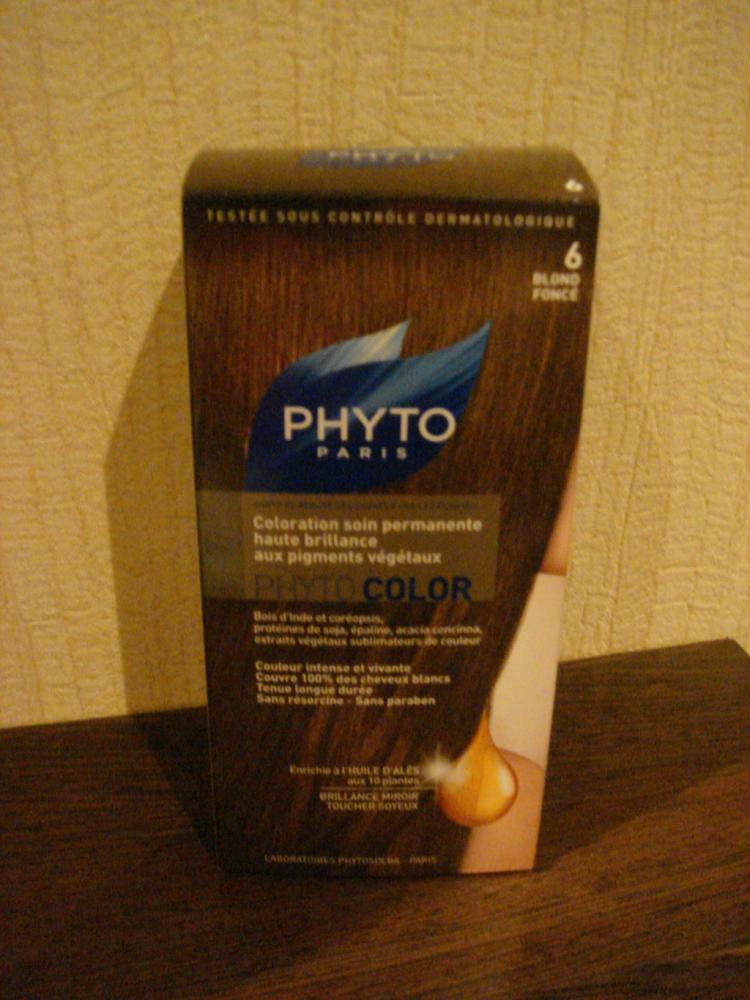 PHYTO
6
TESTÉE SOUS CONTRÔLE DERMATOLOGIQUE
6
BLOND
FONCÉ
PHYTO
PARIS
Coloration soin permanente
haute brillance
aux pigments végétaux
PHYTO COLOR
Bois d'Inde et coréopsis,
protéines de soja, épaline, acacia concinna,
extraits végétaux sublimateurs de couleur
Couleur intense et vivante
Couvre 100% des cheveux blancs
Tenue longue durée
Sans résorcine - Sans paraben
Enrichie à l'HUILE D'ALÈS
aux 10 plantes
BRILLANCE MIROIR
TOUCHER SOYEUX
LABORATOIRES PHYTOSOLBA - PARIS